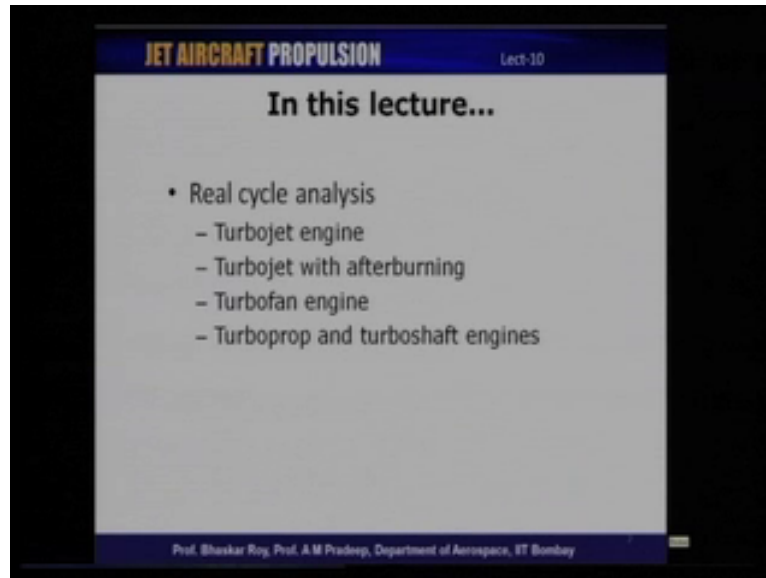 JET AIRCRAFT PROPULSION
Lect-10
In this lecture...
• Real cycle analysis
– Turbojet engine
– Turbojet with afterburning
– Turbofan engine
– Turboprop and turboshaft engines
Prof. Bhaskar Roy, Prof. A M Pradeep, Department of Aerospace, IIT Bombay